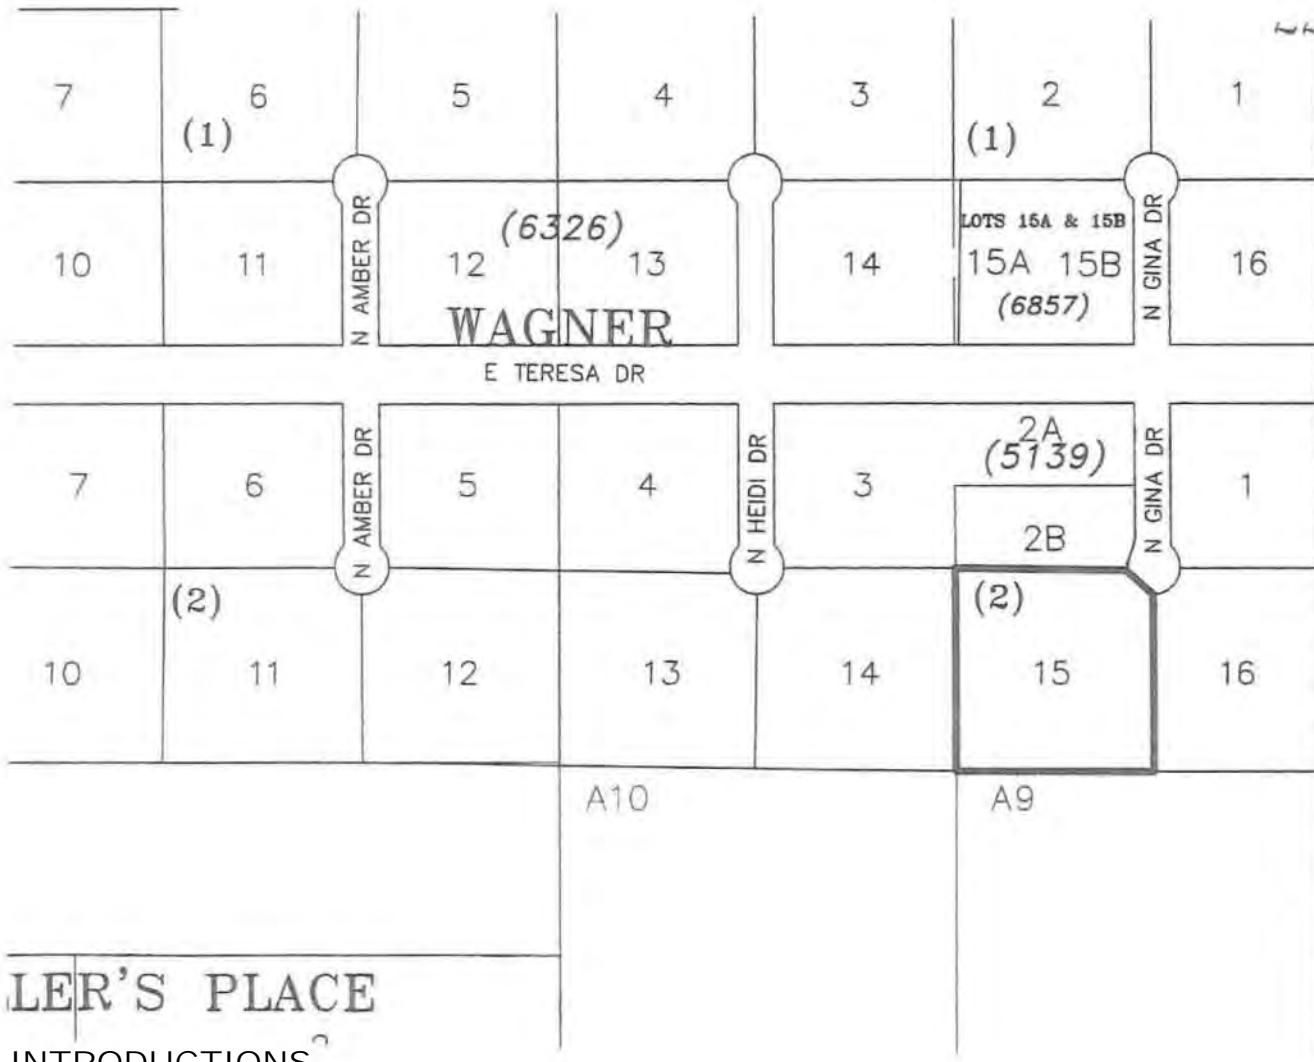 7 6 5 4 3 2 1
(1) (1)
N AMBER DR
N GINA DR
LOTS 15A & 15B
(6326)
10 11 12 13 14 15A 15B 16
(6857)
WAGNER
E TERESA DR
2A
(5139)
N AMBER DR
N HEIDI DR
N GINA DR
7 6 5 4 3 1
2B
(2) (2)
10 11 12 13 14 15 16
A10 A9
LER'S PLACE
INTRODUCTIONS